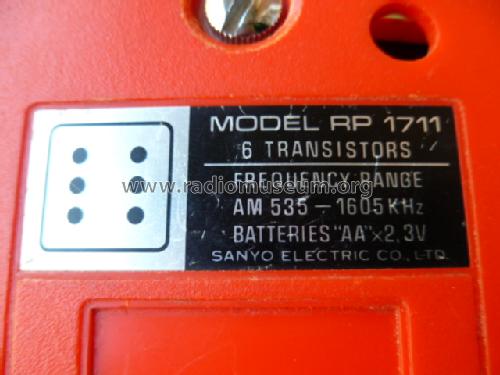 MODEL RP 1711
6 TRANSISTORS
FREQUENCY RANGE
www.radiomuseum.org
AM 535 – 1605 KHz
BATTERIES "AA"×2, 3V
SANYO ELECTRIC CO., LTD.